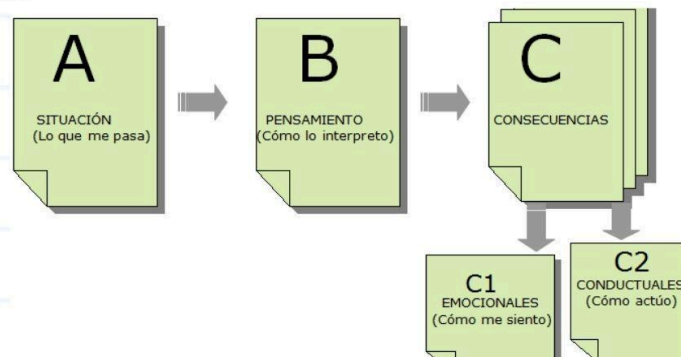 A
SITUACIÓN
(Lo que me pasa)
B
PENSAMIENTO
(Cómo lo interpreto)
C
CONSECUENCIAS
C1
EMOCIONALES
(Cómo me siento)
C2
CONDUCTUALES
(Cómo actúo)